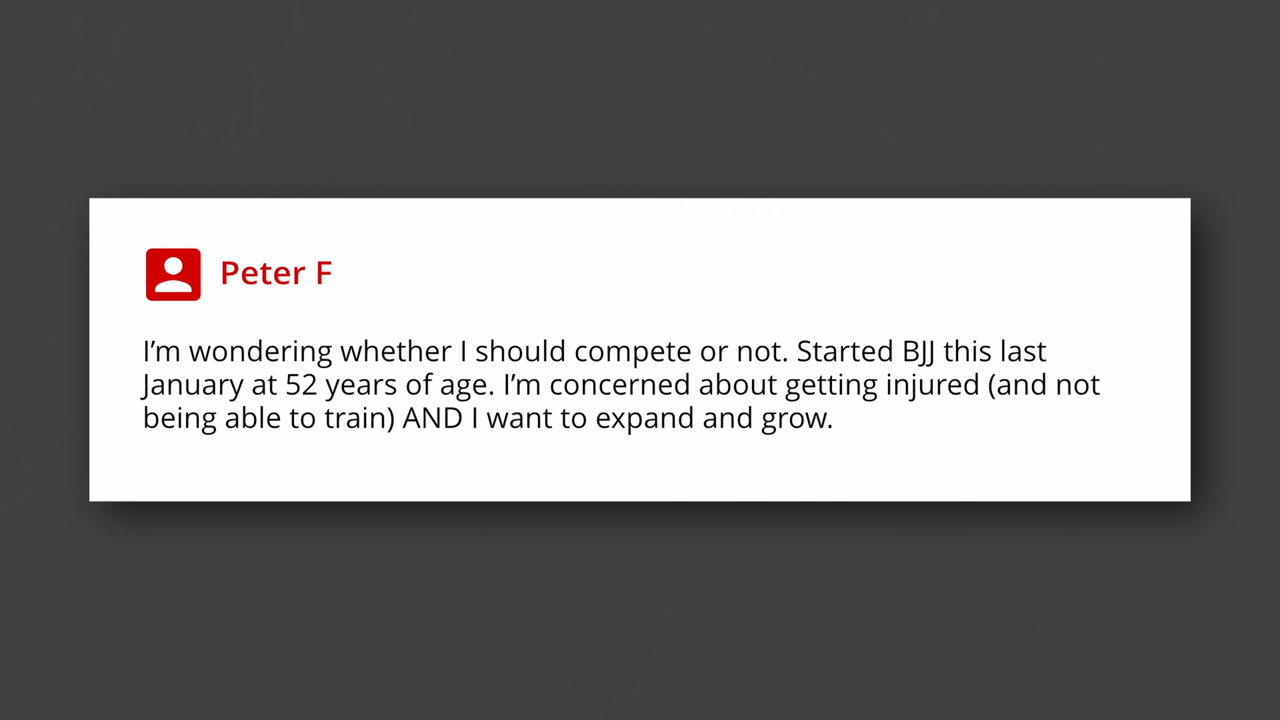 Peter F
I’m wondering whether I should compete or not. Started BJJ this last
January at 52 years of age. I’m concerned about getting injured (and not
being able to train) AND I want to expand and grow.